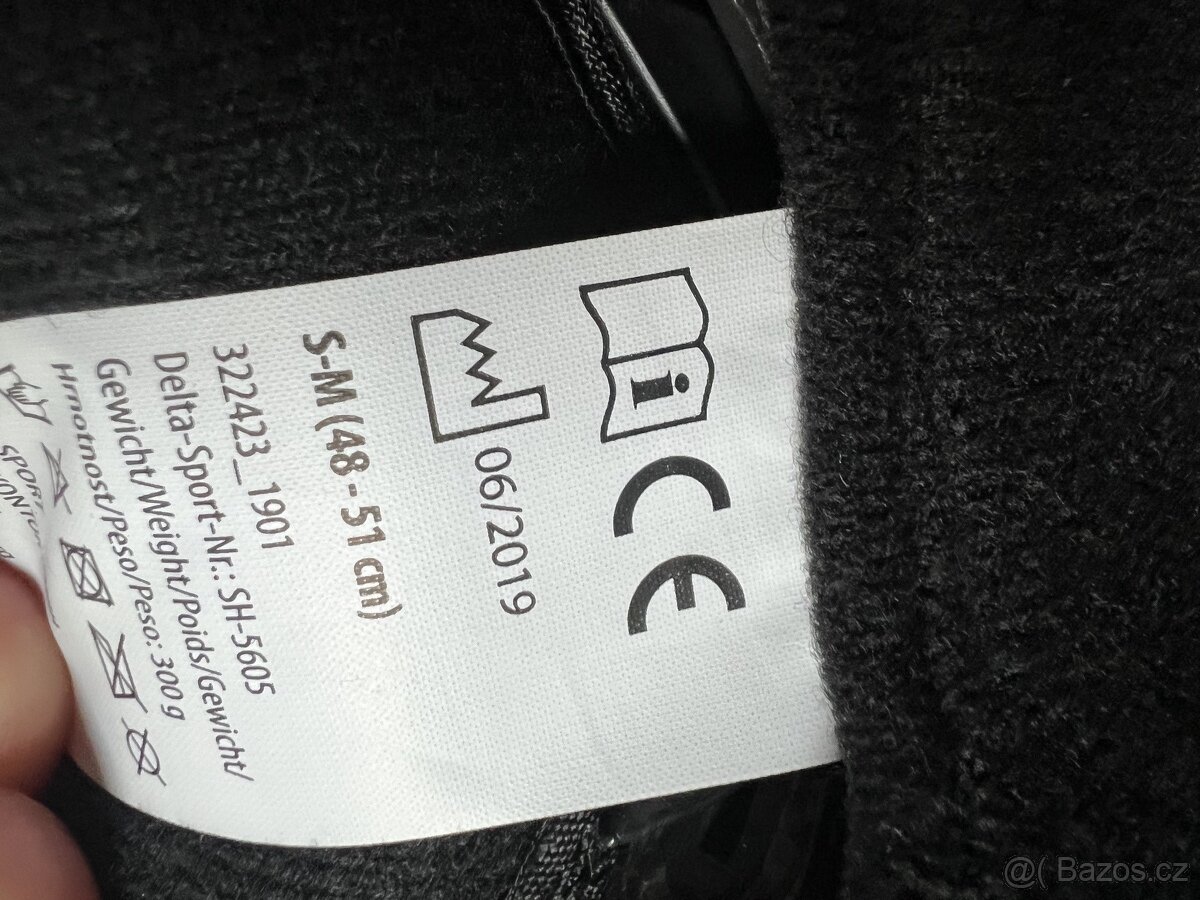 i CE
06/2019
S-M (48 - 51 cm)
322423_1901
Delta-Sport-Nr.: SH-5605
Gewicht/Weight/Poids/Gewicht/
Hmotnost/Peso/Peso: 300 g
@( Bazos.cz